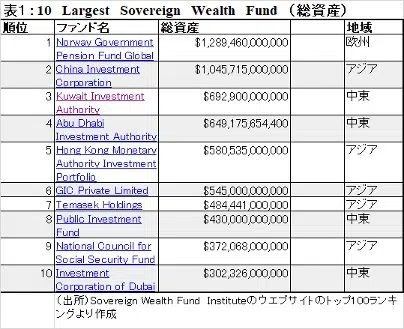 表1:10 Largest Sovereign Wealth Fund (総資産)
順位 ファンド名 総資産 地域
1 Norway Government $1,289,460,000,000 欧州
Pension Fund Global
2 China Investment $1,045,715,000,000 アジア
Corporation
3 Kuwait Investment $692,900,000,000 中東
Authority
4 Abu Dhabi $649,175,654,400 中東
Investment Authority
5 Hong Kong Monetary $580,535,000,000 アジア
Authority Investment
Portfolio
6 GIC Private Limited $545,000,000,000 アジア
7 Temasek Holdings $484,441,000,000 アジア
8 Public Investment $430,000,000,000 中東
Fund
9 National Council for $372,068,000,000 アジア
Social Security Fund
10 Investment $302,326,000,000 中東
Corporation of Dubai
(出所)Sovereign Wealth Fund Instituteのウエブサイトのトップ100ラン
キングより作成